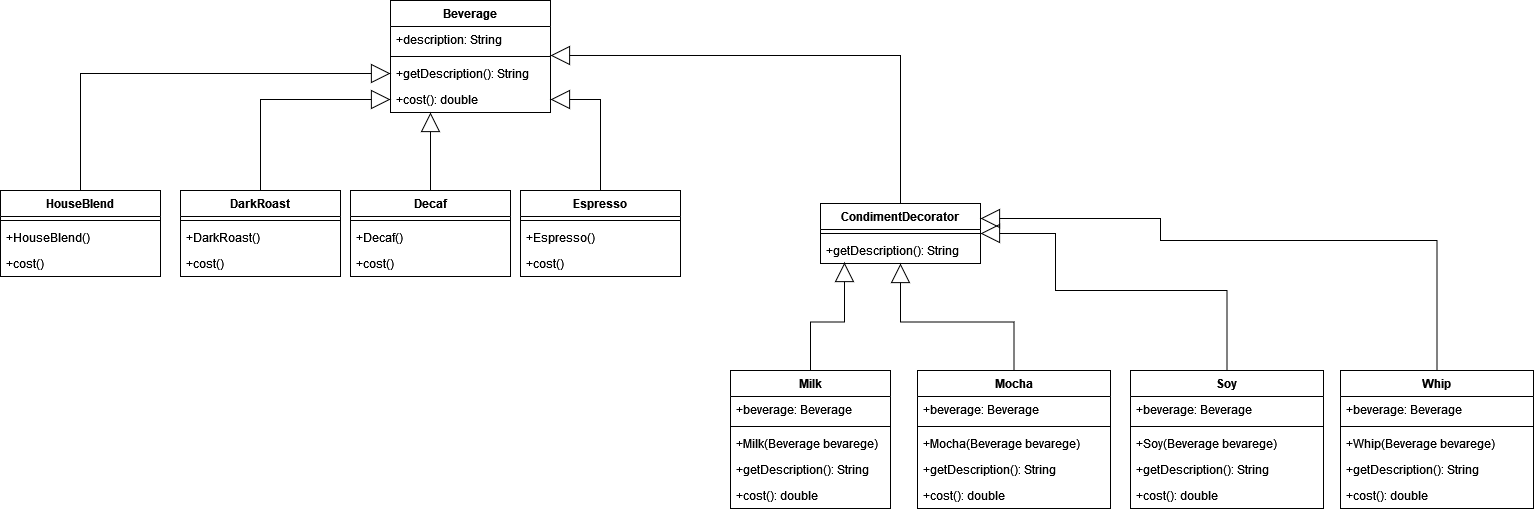 Beverage
+description: String
+getDescription(): String
+cost(): double
HouseBlend
+HouseBlend()
+cost()
DarkRoast
+DarkRoast()
+cost()
Decaf
+Decaf()
+cost()
Espresso
+Espresso()
+cost()
CondimentDecorator
+getDescription(): String
Milk
+beverage: Beverage
+Milk(Beverage bevarege)
+getDescription(): String
+cost(): double
Mocha
+beverage: Beverage
+Mocha(Beverage bevarege)
+getDescription(): String
+cost(): double
Soy
+beverage: Beverage
+Soy(Beverage bevarege)
+getDescription(): String
+cost(): double
Whip
+beverage: Beverage
+Whip(Beverage bevarege)
+getDescription(): String
+cost(): double